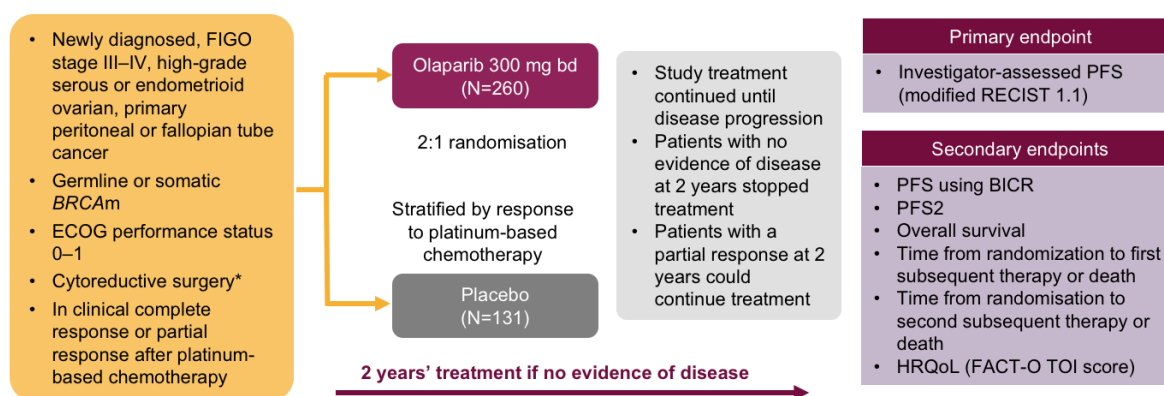 • Newly diagnosed, FIGO
stage III–IV, high-grade
serous or endometrioid
ovarian, primary
peritoneal or fallopian tube
cancer
• Germline or somatic
BRCAm
• ECOG performance status
0–1
• Cytoreductive surgery*
• In clinical complete
response or partial
response after platinum-
based chemotherapy
Olaparib 300 mg bd
(N=260)
2:1 randomisation
Stratified by response
to platinum-based
chemotherapy
Placebo
(N=131)
• Study treatment
continued until
disease progression
• Patients with no
evidence of disease
at 2 years stopped
treatment
• Patients with a
partial response at 2
years could
continue treatment
2 years’ treatment if no evidence of disease
Primary endpoint
• Investigator-assessed PFS
(modified RECIST 1.1)
Secondary endpoints
• PFS using BICR
• PFS2
• Overall survival
• Time from randomization to first
subsequent therapy or death
• Time from randomisation to
second subsequent therapy or
death
• HRQoL (FACT-O TOI score)